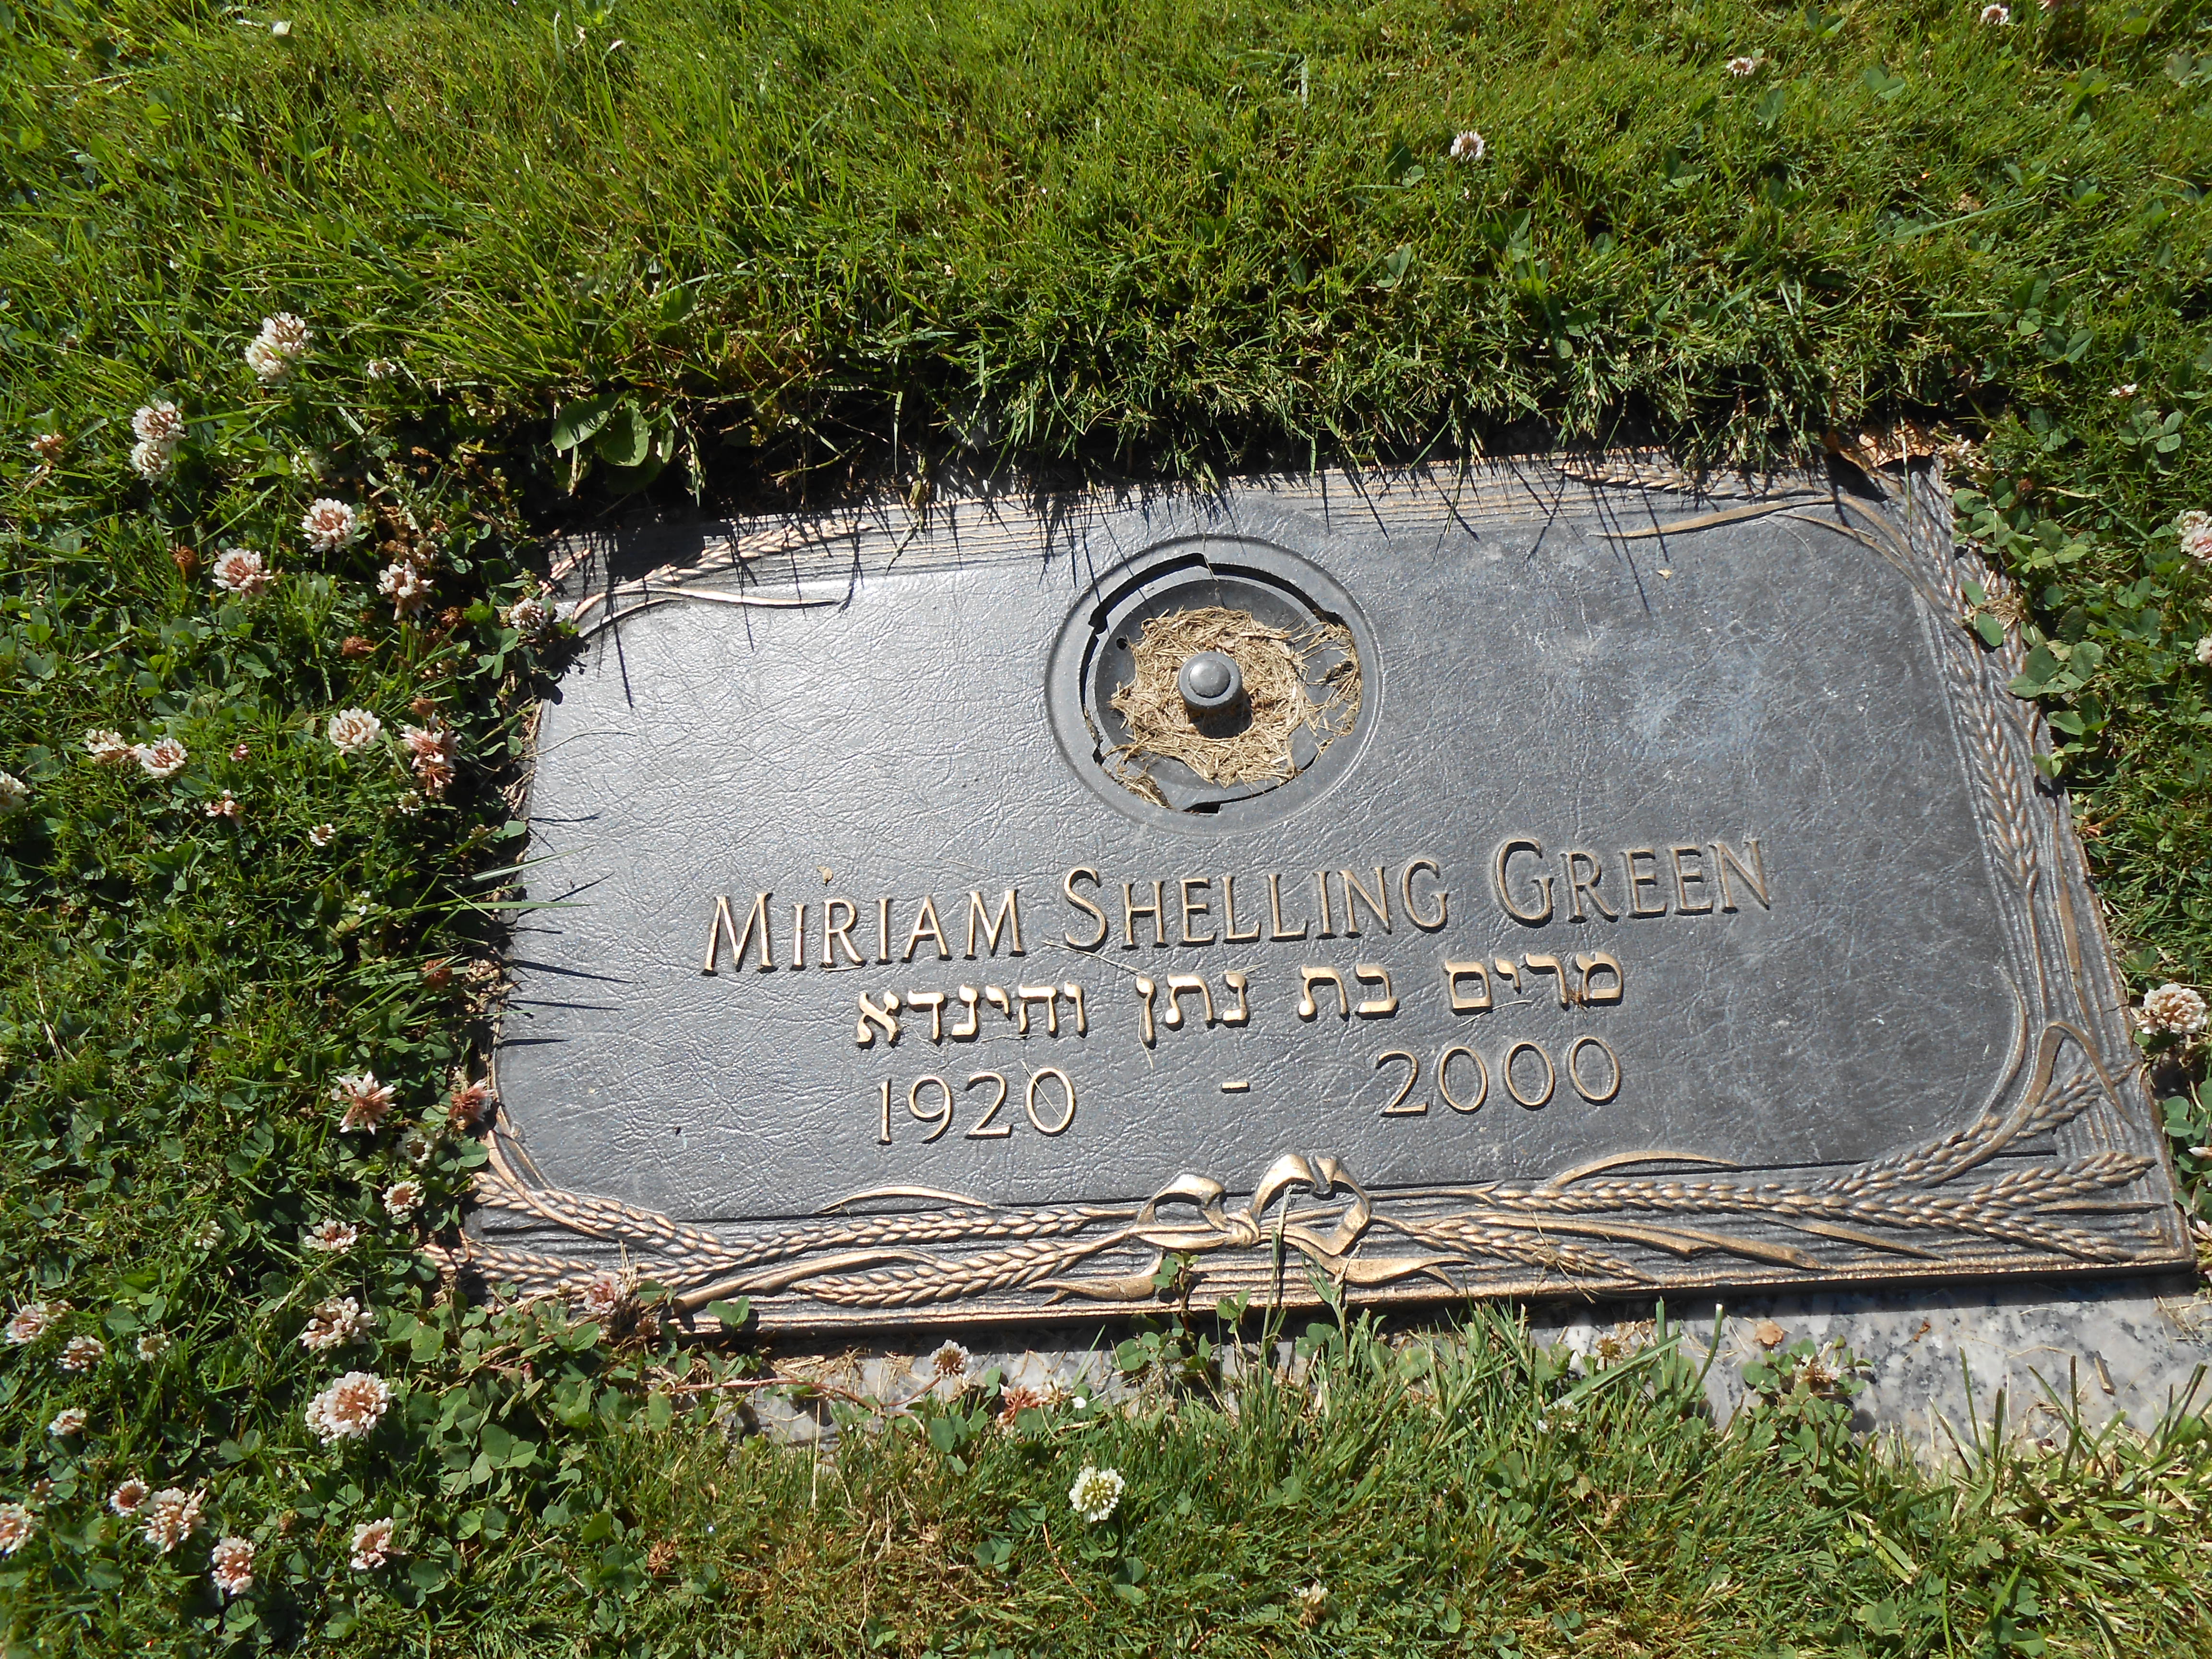 Miriam Shelling Green
מרים בת נתן והינדא
1920 - 2000